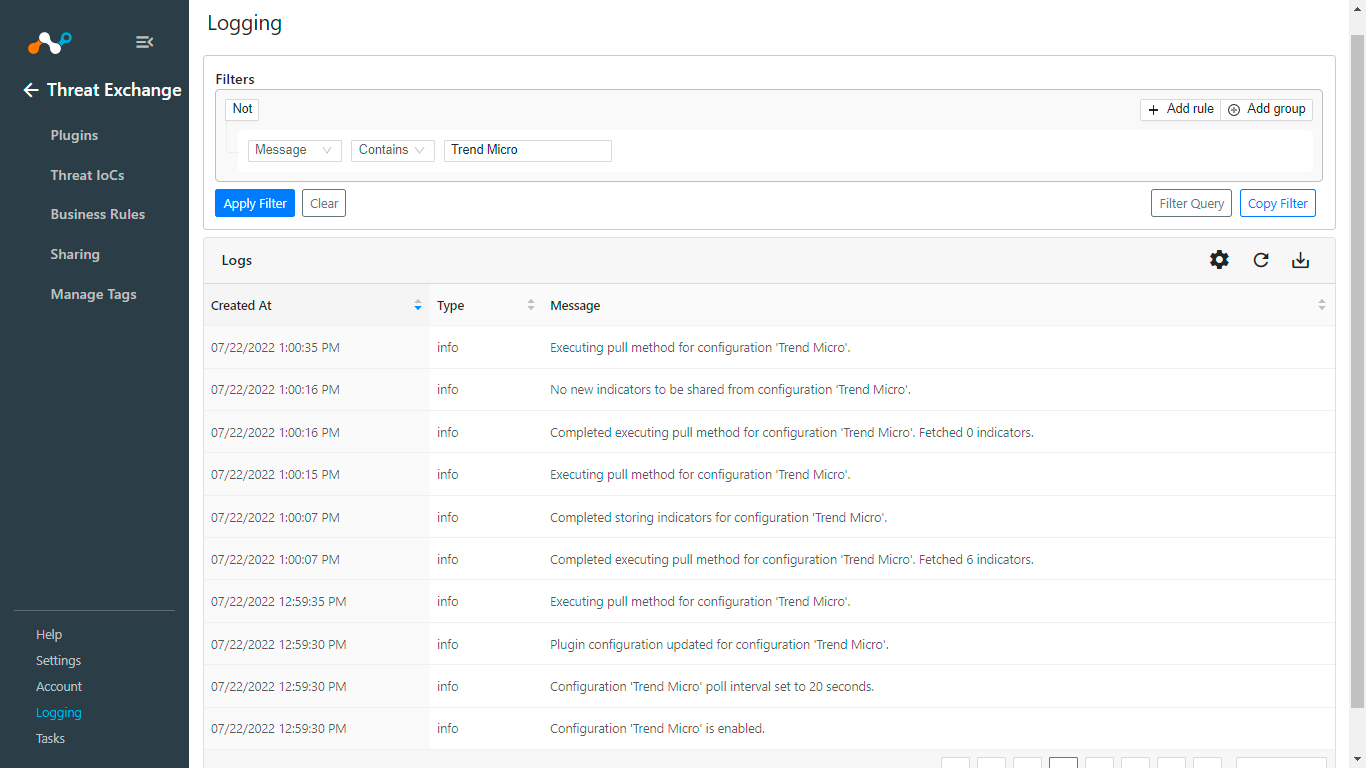 Logging
Threat Exchange
Plugins
Threat IoCs
Business Rules
Sharing
Manage Tags
Help
Settings
Account
Logging
Tasks
Filters
Not
Add rule
Add group
Message
Contains
Trend Micro
Apply Filter
Clear
Filter Query
Copy Filter
Logs
Created At Type Message
07/22/2022 1:00:35 PM info Executing pull method for configuration 'Trend Micro'.
07/22/2022 1:00:16 PM info No new indicators to be shared from configuration 'Trend Micro'.
07/22/2022 1:00:16 PM info Completed executing pull method for configuration 'Trend Micro'. Fetched 0 indicators.
07/22/2022 1:00:15 PM info Executing pull method for configuration 'Trend Micro'.
07/22/2022 1:00:07 PM info Completed storing indicators for configuration 'Trend Micro'.
07/22/2022 1:00:07 PM info Completed executing pull method for configuration 'Trend Micro'. Fetched 6 indicators.
07/22/2022 12:59:35 PM info Executing pull method for configuration 'Trend Micro'.
07/22/2022 12:59:30 PM info Plugin configuration updated for configuration 'Trend Micro'.
07/22/2022 12:59:30 PM info Configuration 'Trend Micro' poll interval set to 20 seconds.
07/22/2022 12:59:30 PM info Configuration 'Trend Micro' is enabled.